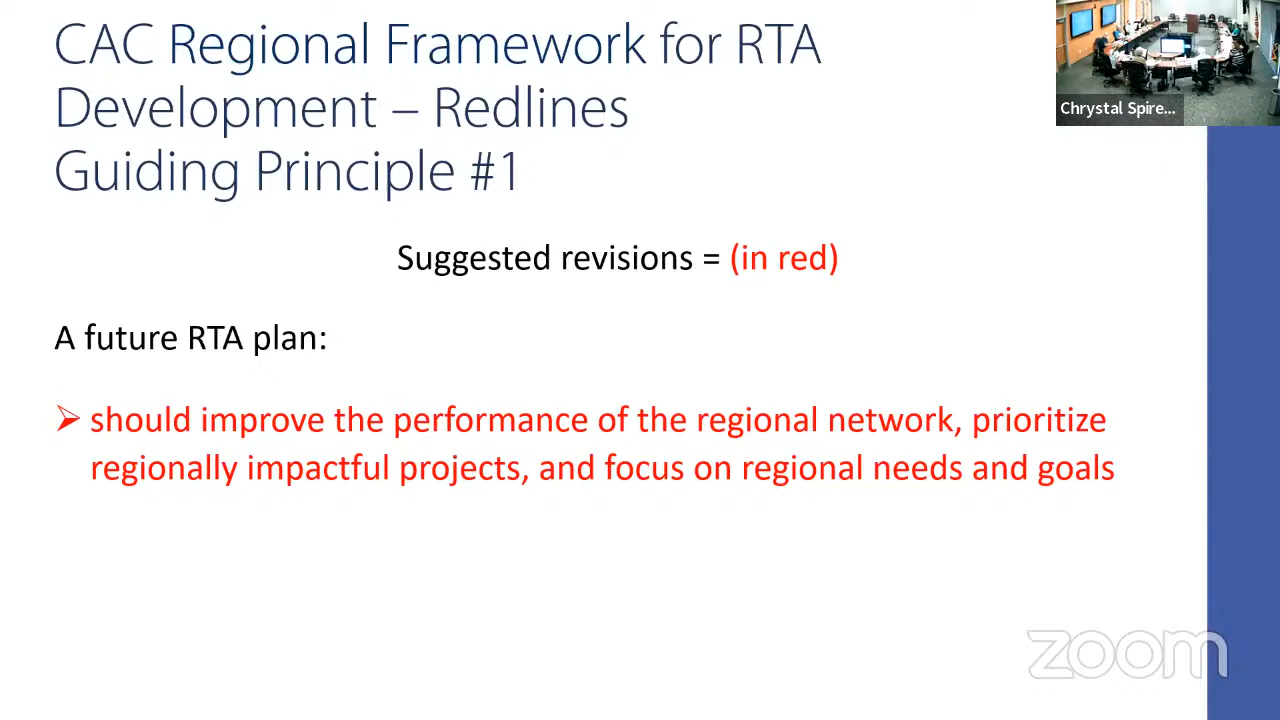 CAC Regional Framework for RTA
Development – Redlines
Guiding Principle #1
Chrystal Spire...
Suggested revisions = (in red)
A future RTA plan:
➢ should improve the performance of the regional network, prioritize
regionally impactful projects, and focus on regional needs and goals
zoom